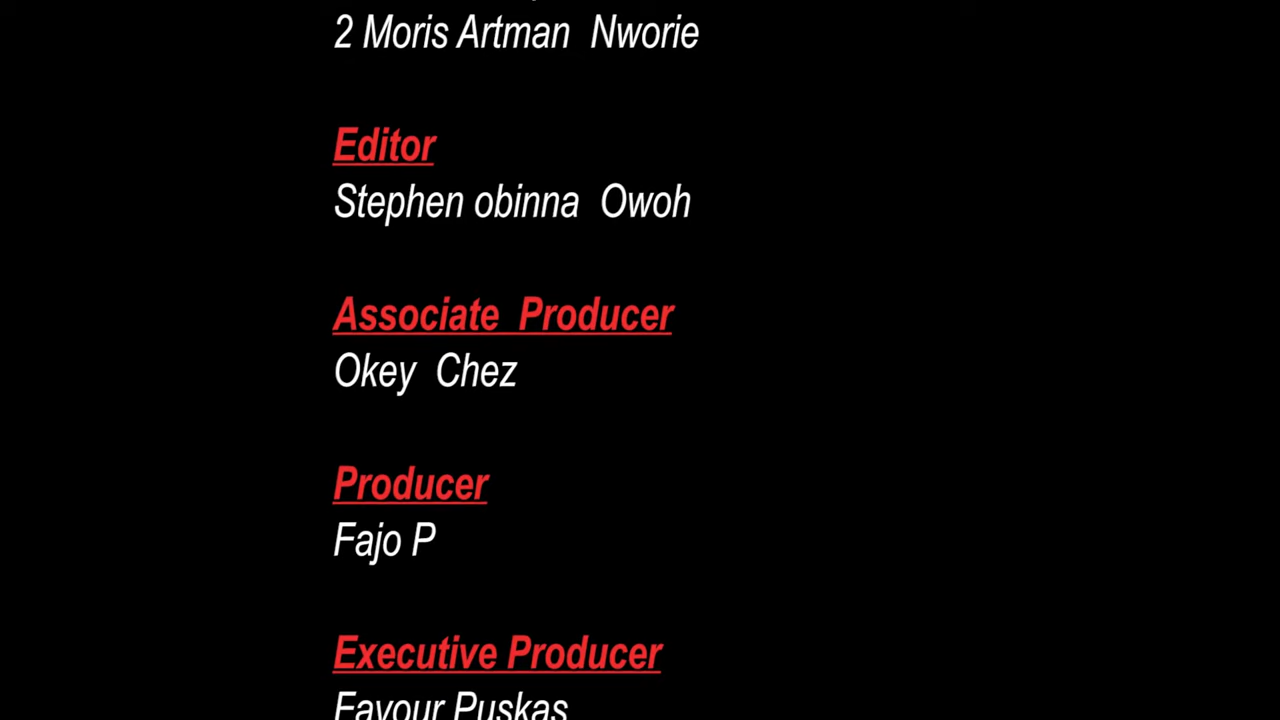 2 Moris Artman  Nworie
Editor
Stephen obinna  Owoh
Associate  Producer
Okey  Chez
Producer
Fajo P
Executive Producer
Favour Puskas